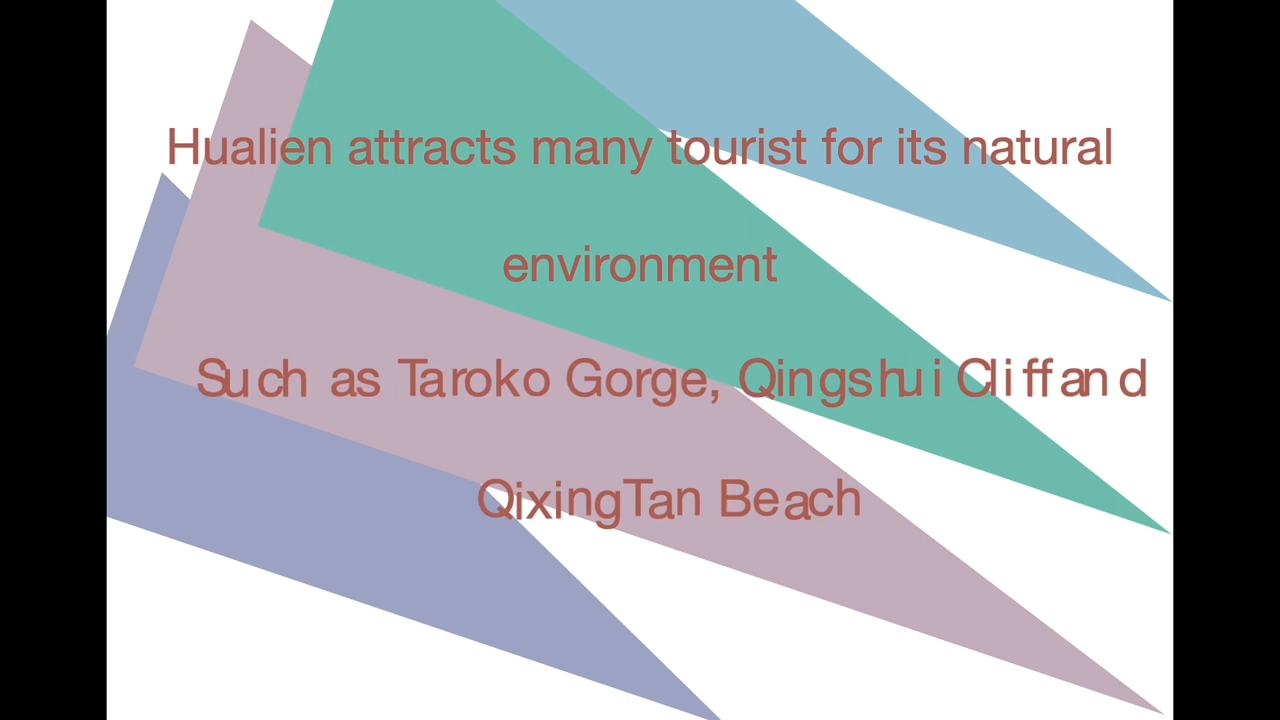 Hualien attracts many tourist for its natural
environment
Such as Taroko Gorge, Qingshui Cliff and
QixingTan Beach